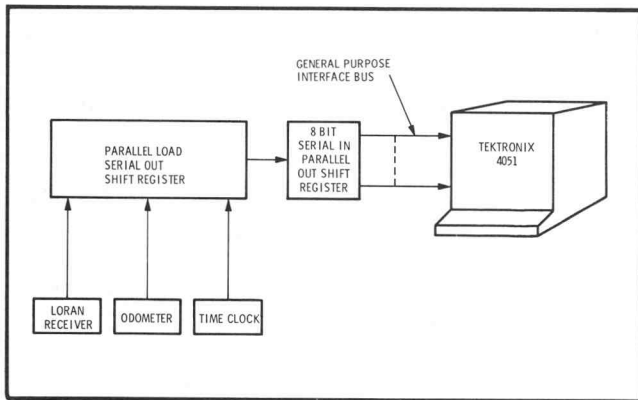 GENERAL PURPOSE
INTERFACE BUS
PARALLEL LOAD
SERIAL OUT
SHIFT REGISTER
8 BIT
SERIAL IN
PARALLEL
OUT SHIFT
REGISTER
TEKTRONIX
4051
LORAN
RECEIVER
ODOMETER
TIME CLOCK